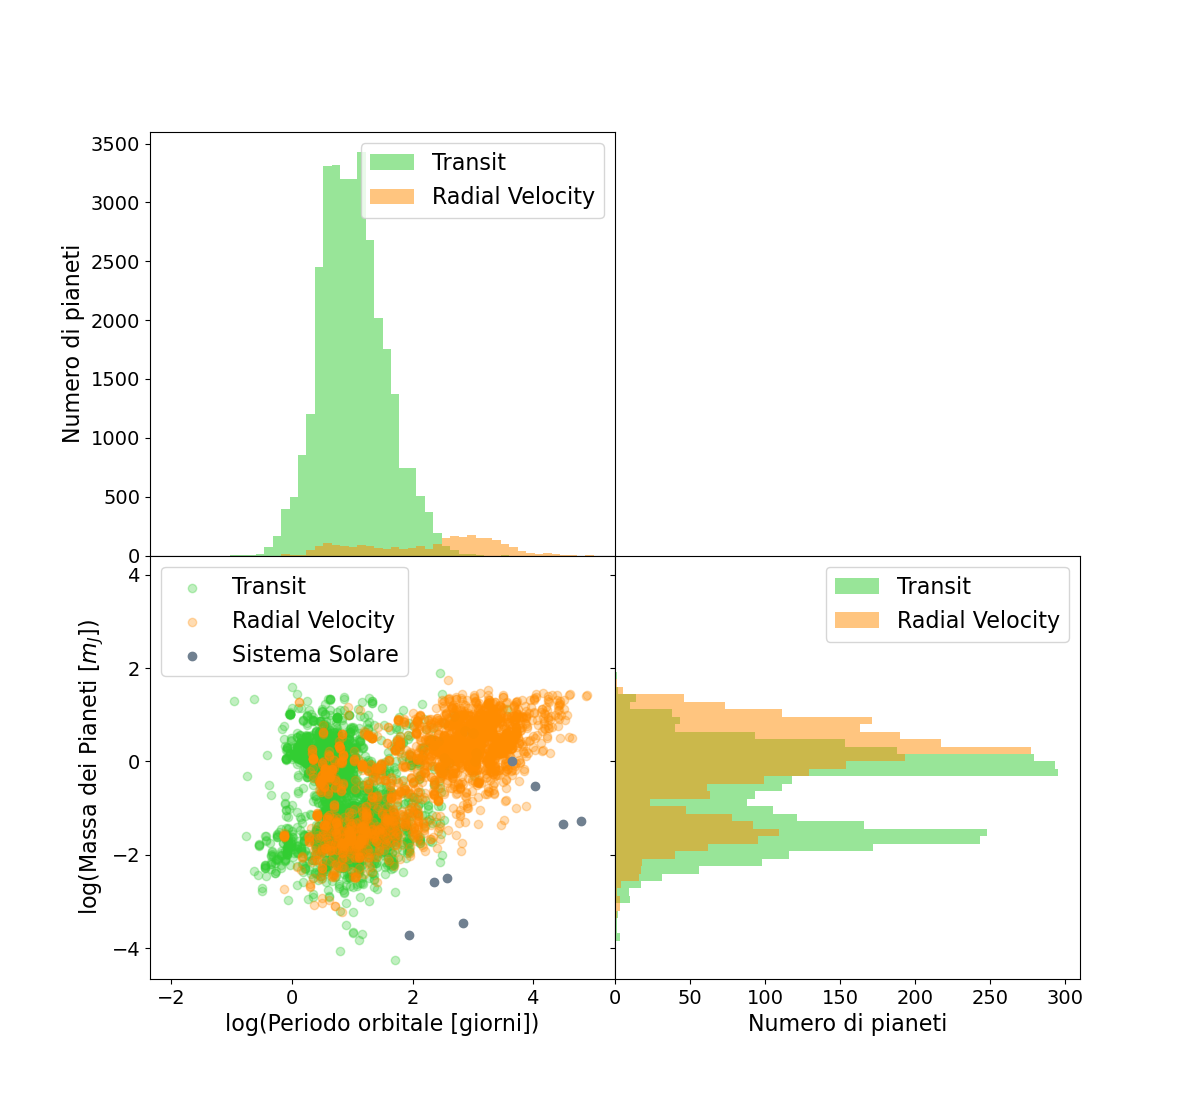 3500
3000
2500
2000
1500
1000
500
0
Numero di pianeti
Transit
Radial Velocity
4
2
0
−2
−4
log(Massa dei Pianeti [$m_J$])
Transit
Radial Velocity
Sistema Solare
−2 0 2 4
log(Periodo orbitale [giorni])
Transit
Radial Velocity
0 50 100 150 200 250 300
Numero di pianeti